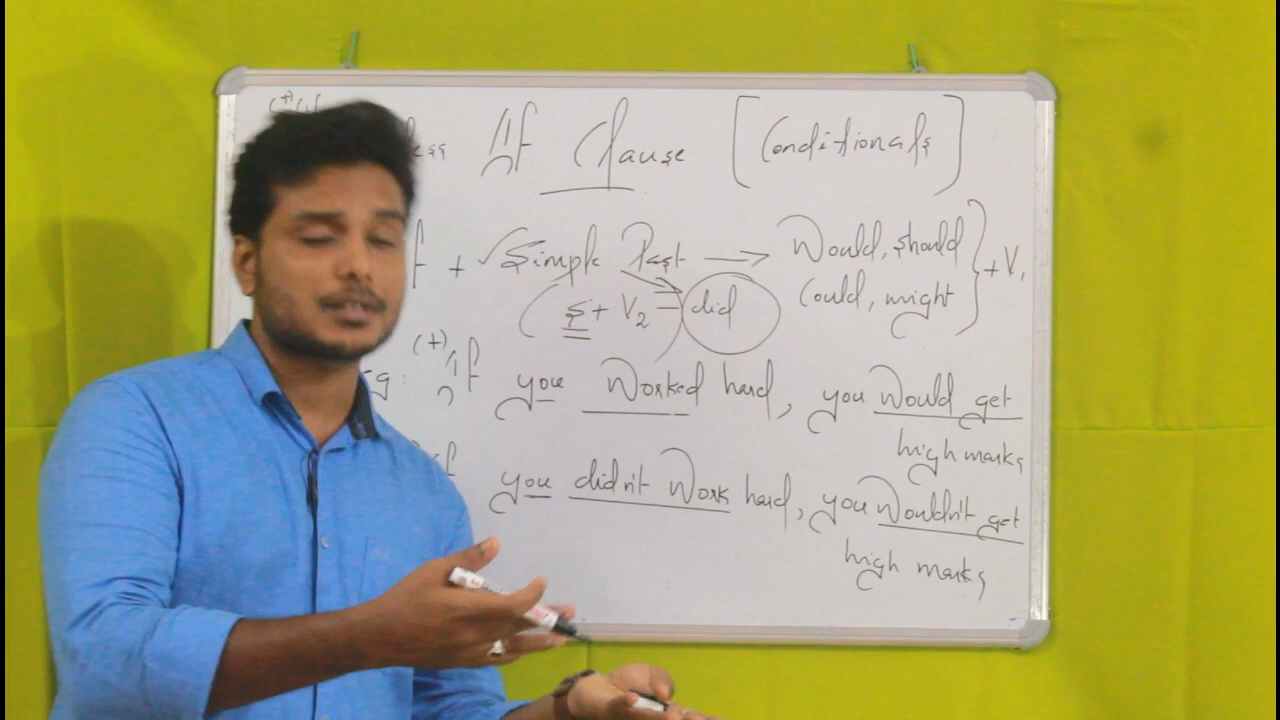 If Clause [Conditionals]
+ ✓ Simple Past → Would, should } + V₁
could, might
(S + V₂ = did
(+)
g: If you worked hard, you would get
high marks
you didn't work hard, you wouldn't get
high marks